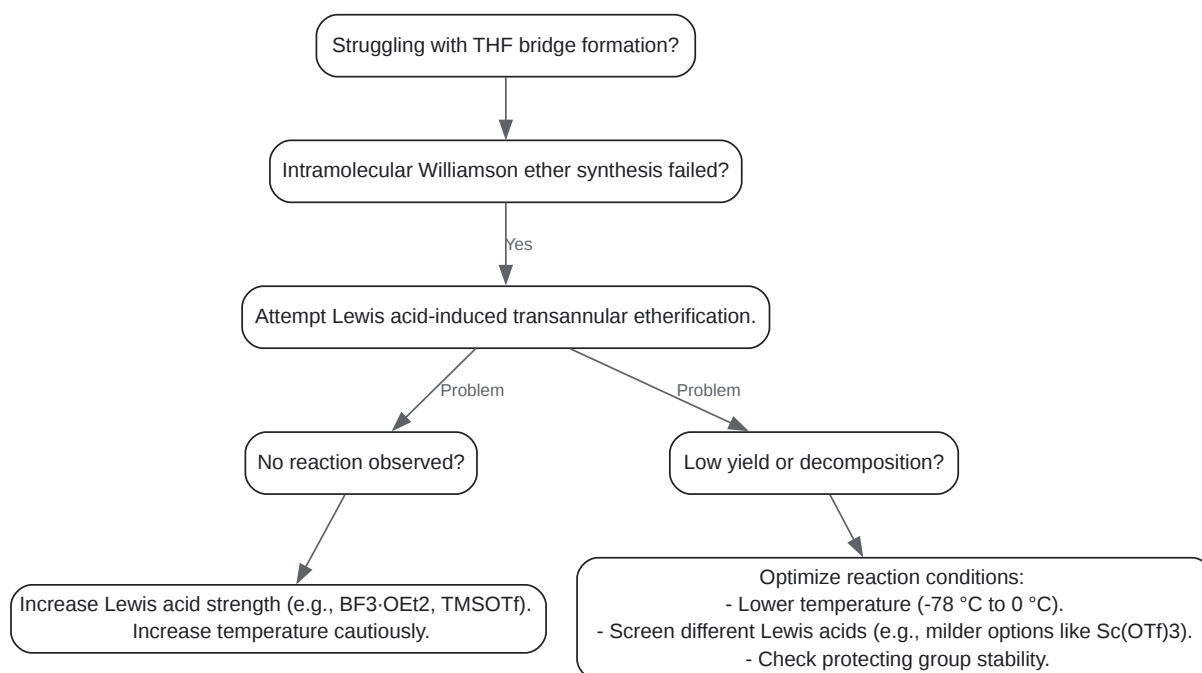 Struggling with THF bridge formation?
Intramolecular Williamson ether synthesis failed?
Yes
Attempt Lewis acid-induced transannular etherification.
Problem
Problem
No reaction observed?
Low yield or decomposition?
Increase Lewis acid strength (e.g., BF3·OEt2, TMSOTf).
Increase temperature cautiously.
Optimize reaction conditions:
- Lower temperature (-78 °C to 0 °C).
- Screen different Lewis acids (e.g., milder options like Sc(OTf)3).
- Check protecting group stability.